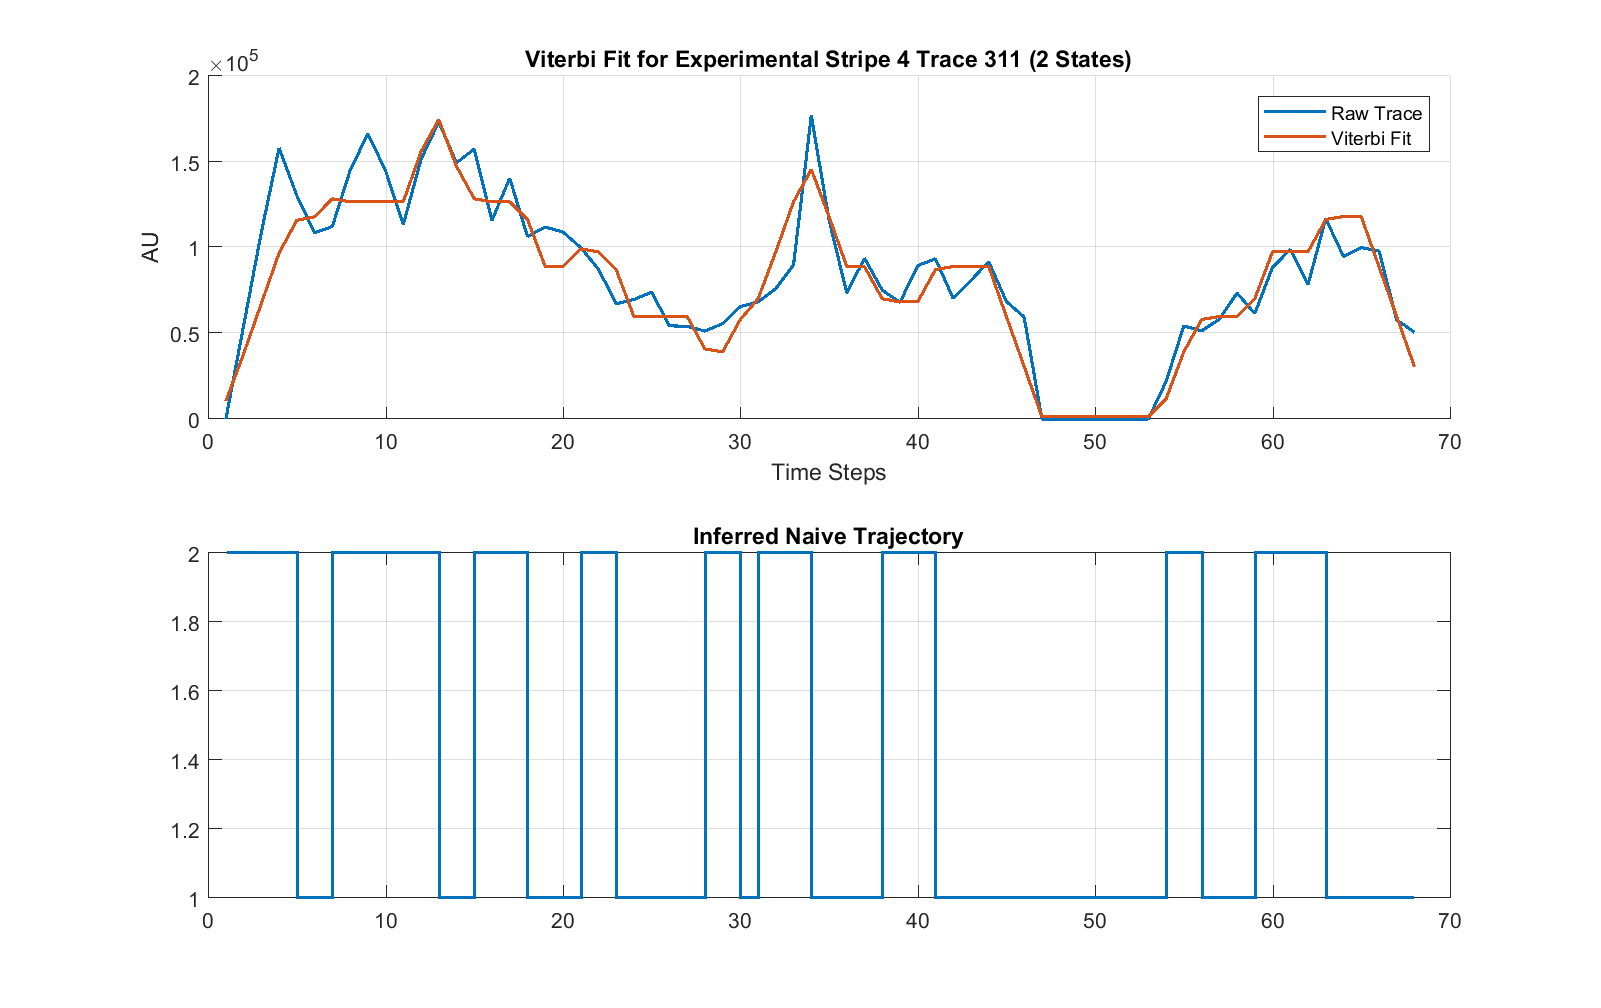 Viterbi Fit for Experimental Stripe 4 Trace 311 (2 States)
×10^5
2
1.5
1
0.5
0
AU
Raw Trace
Viterbi Fit
0 10 20 30 40 50 60 70
Time Steps
Inferred Naive Trajectory
2
1.8
1.6
1.4
1.2
1
0 10 20 30 40 50 60 70